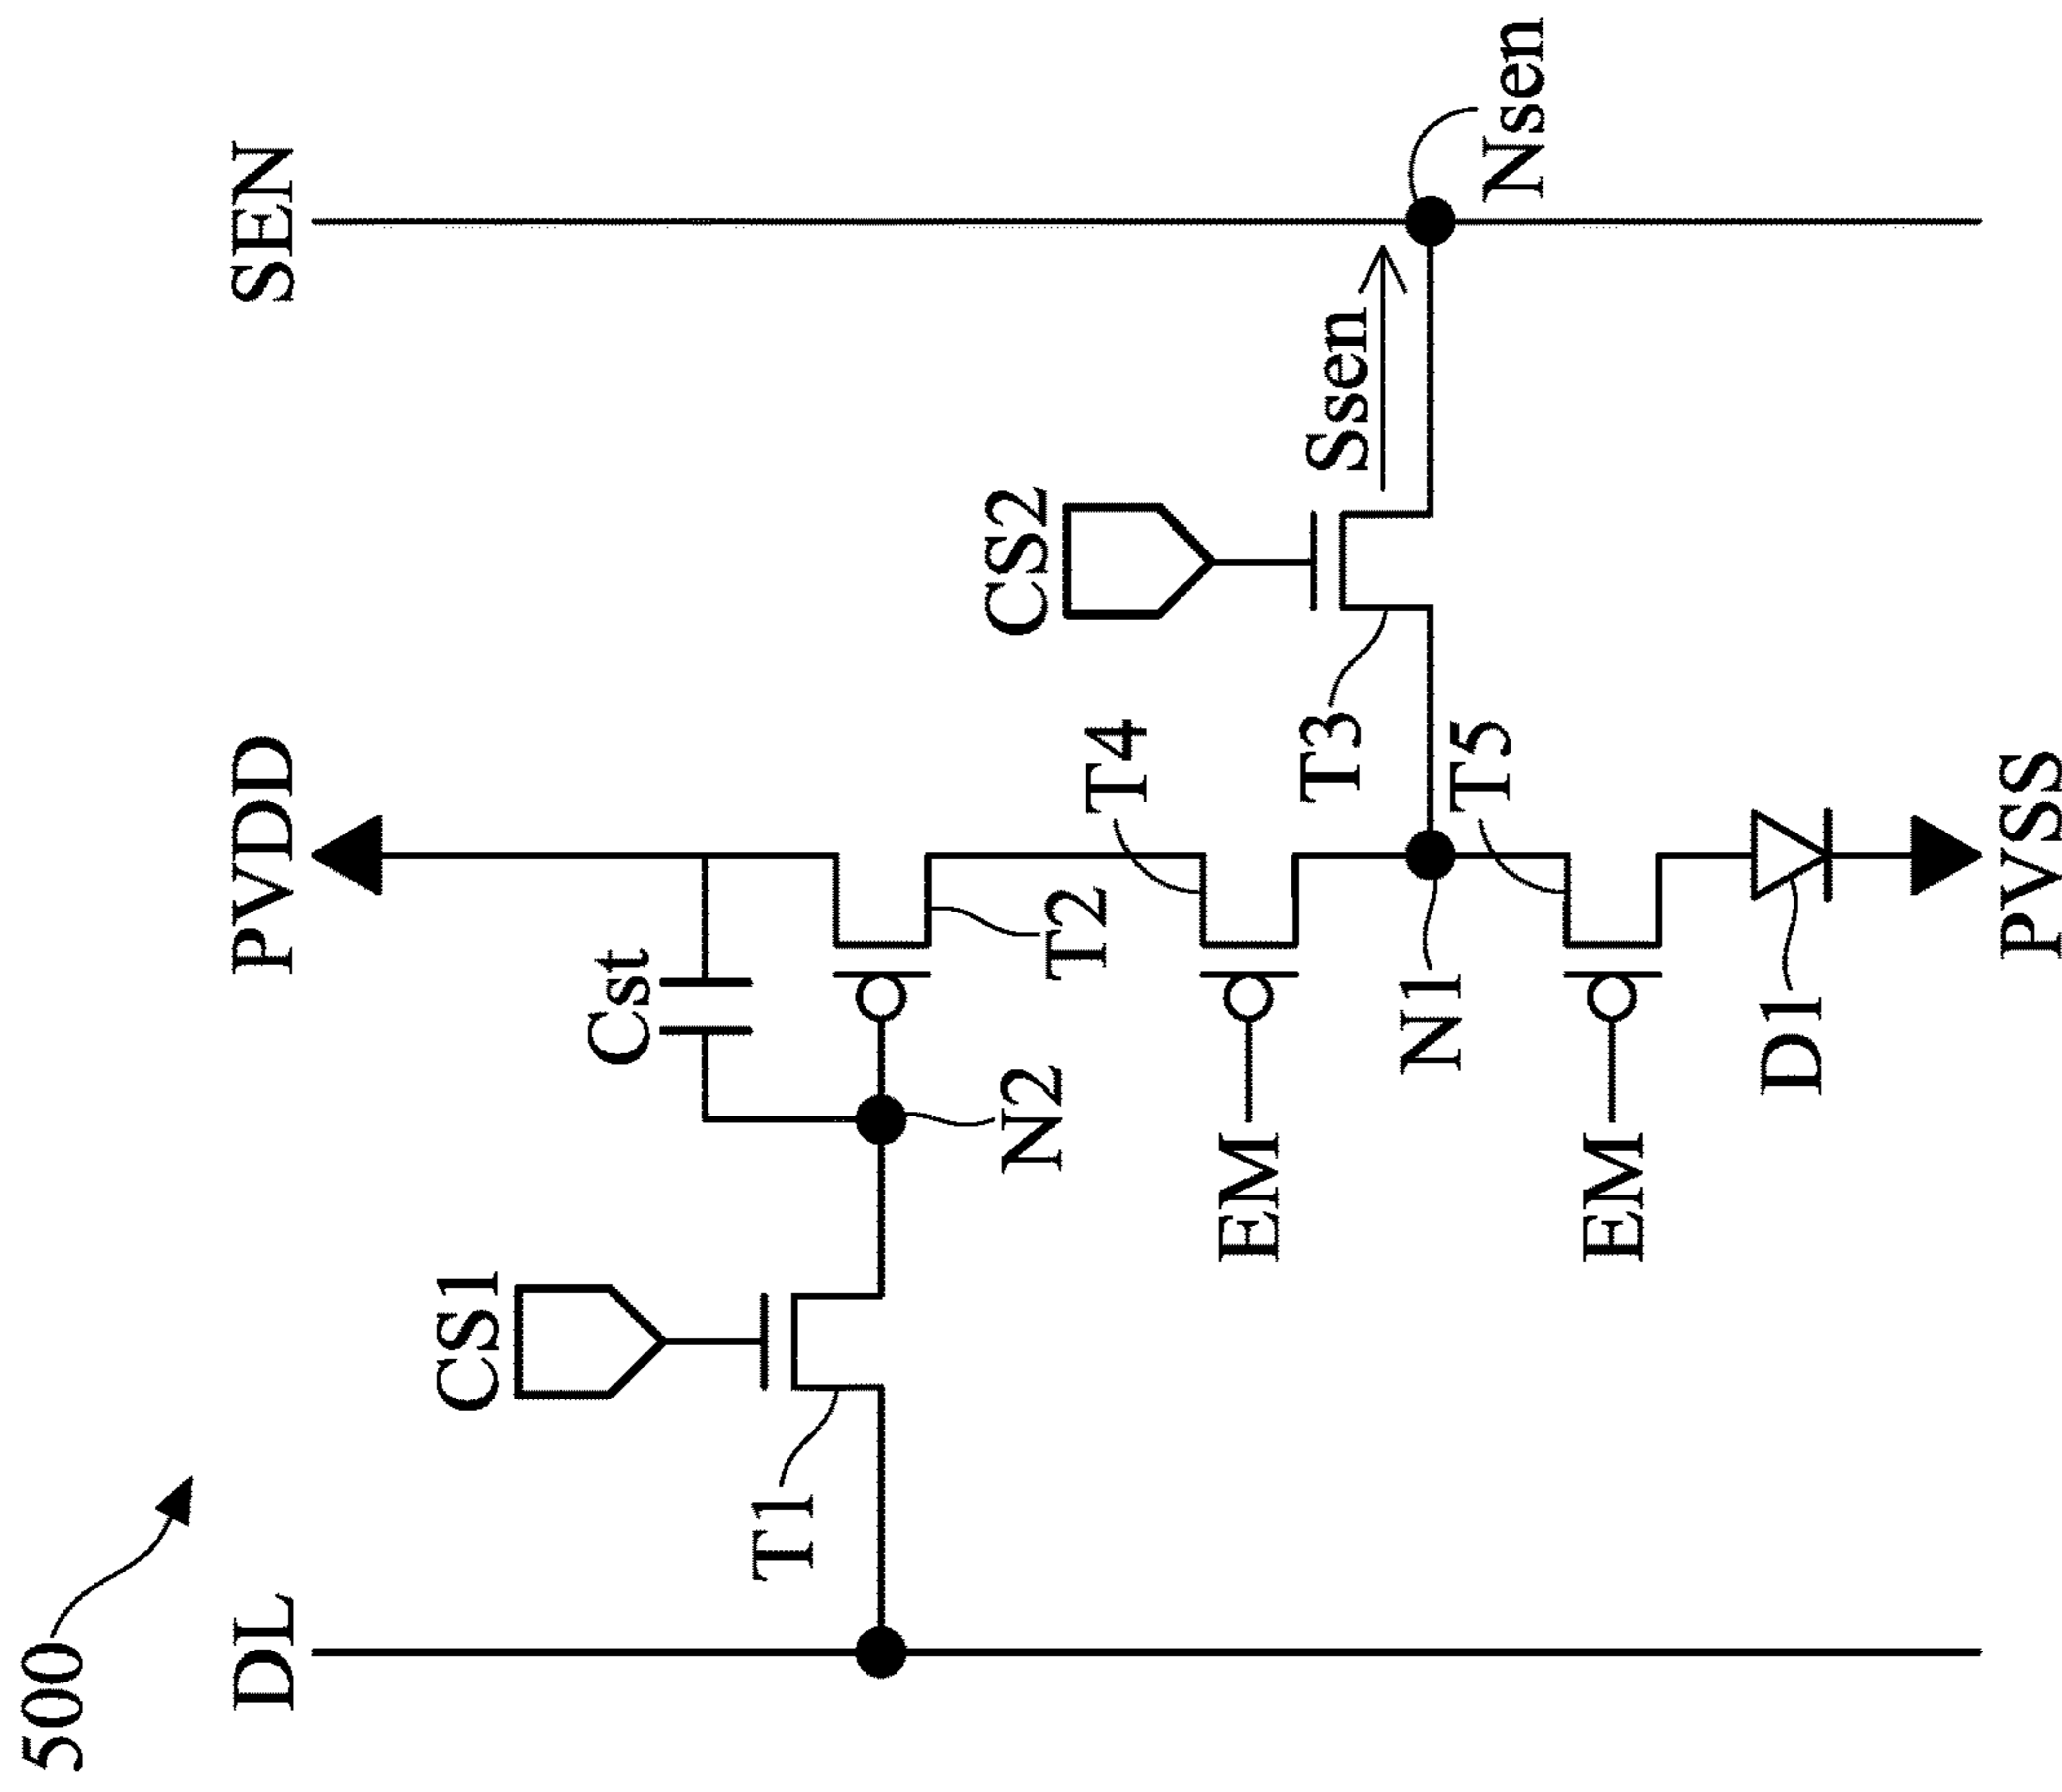 500
DL
PVDD
SEN
CS1
Cst
T1
T2
N2
CS2
T4
EM
T3
Ssen
N1
T5
Nsen
EM
D1
PVSS